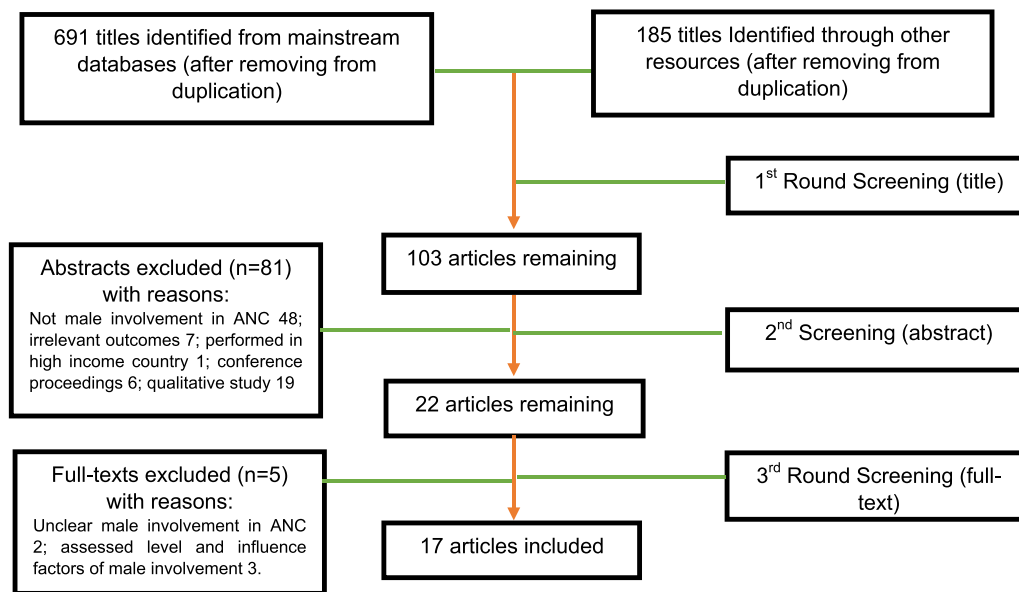 691 titles identified from mainstream
databases (after removing from
duplication)
185 titles Identified through other
resources (after removing from
duplication)
1st Round Screening (title)
103 articles remaining
Abstracts excluded (n=81)
with reasons:
Not male involvement in ANC 48;
irrelevant outcomes 7; performed in
high income country 1; conference
proceedings 6; qualitative study 19
2nd Screening (abstract)
22 articles remaining
Full-texts excluded (n=5)
with reasons:
Unclear male involvement in ANC
2; assessed level and influence
factors of male involvement 3.
3rd Round Screening (full-
text)
17 articles included